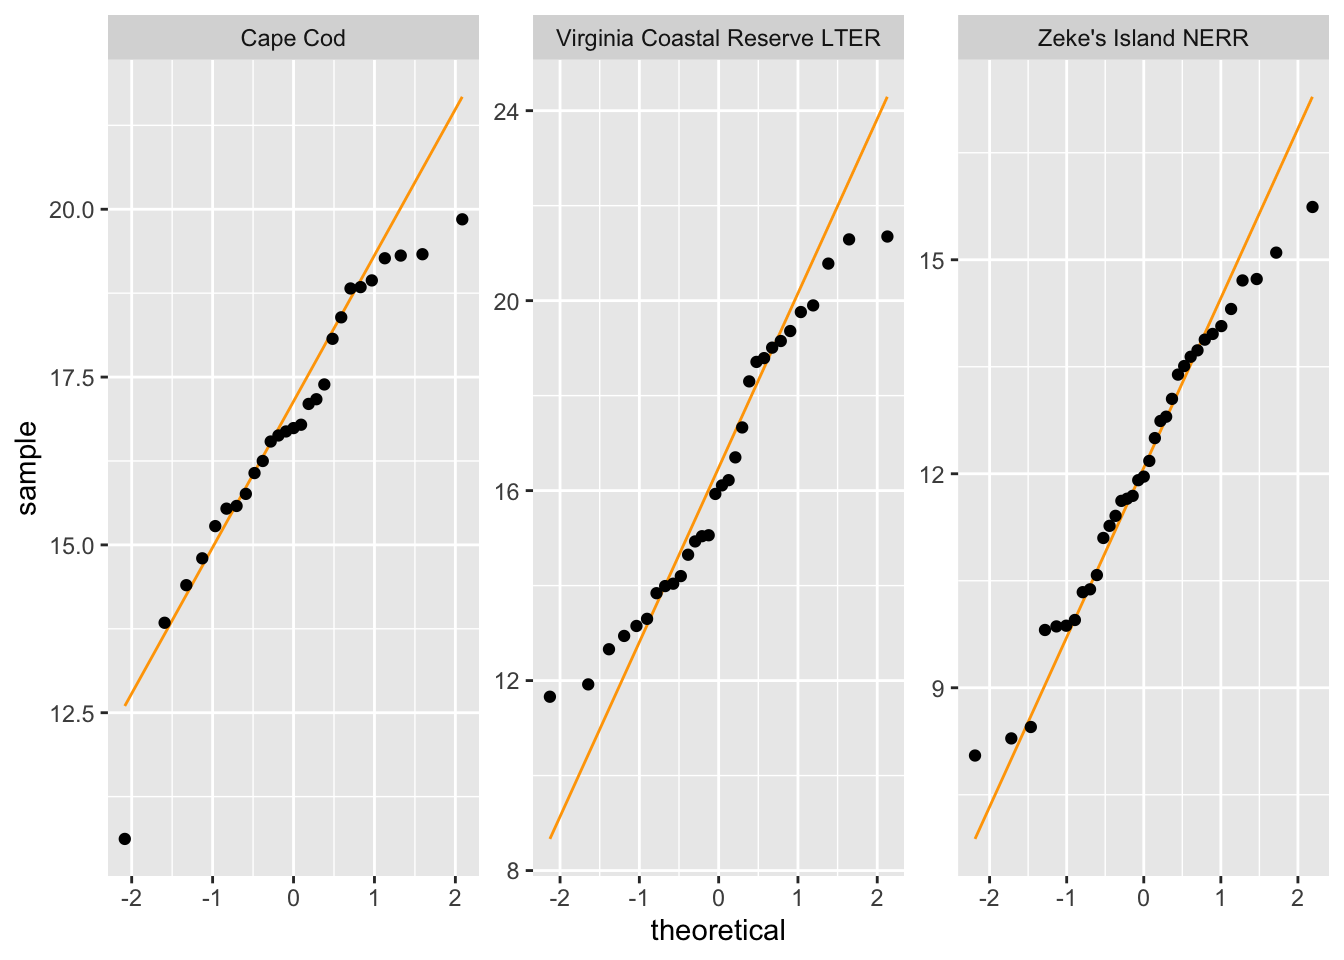 Cape Cod
Virginia Coastal Reserve LTER
Zeke's Island NERR
sample
20.0
17.5
15.0
12.5
24
20
16
12
8
15
12
9
-2 -1 0 1 2
-2 -1 0 1 2
-2 -1 0 1 2
theoretical